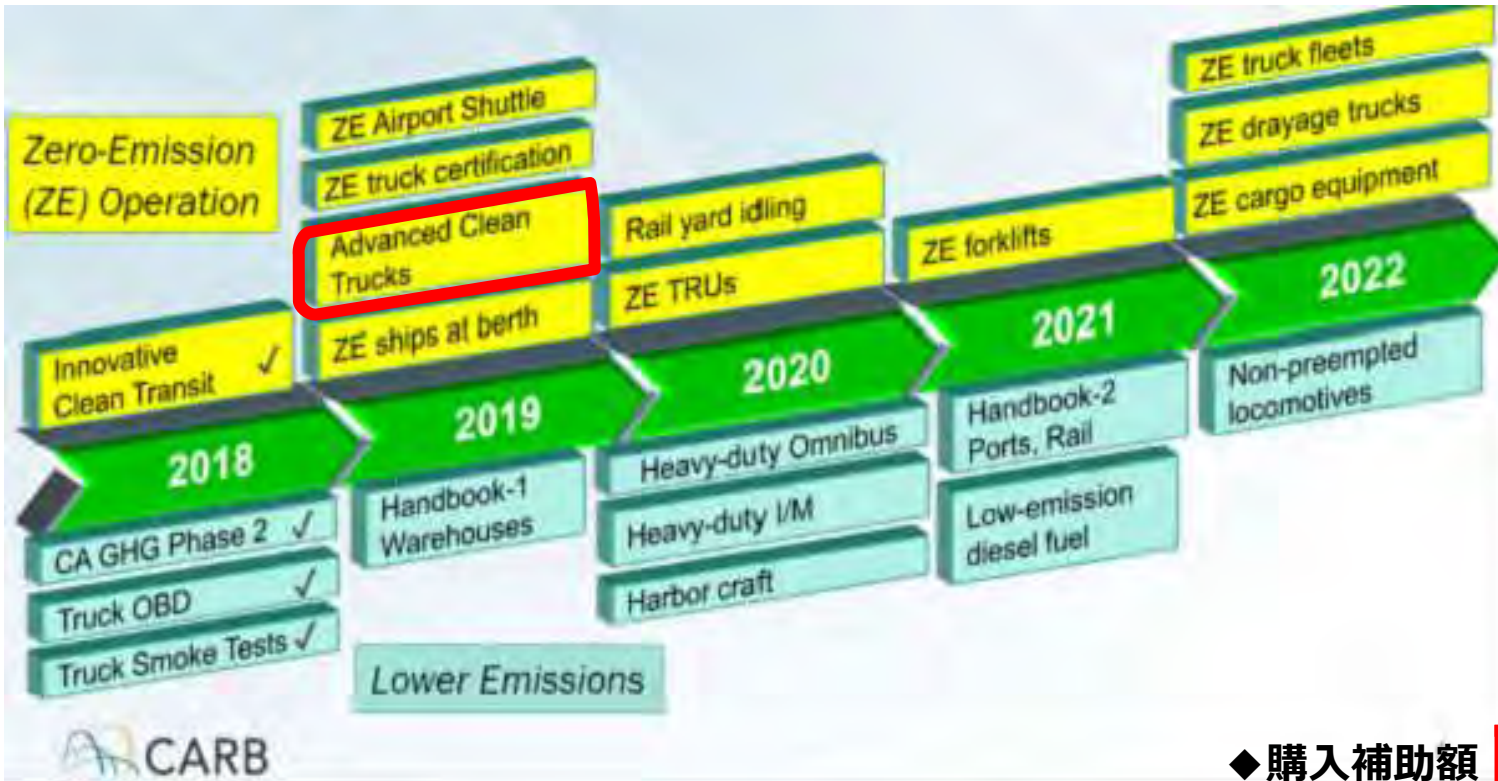 Zero-Emission
(ZE) Operation
Innovative
Clean Transit ✓
ZE Airport Shuttle
ZE truck certification
Advanced Clean
Trucks
ZE ships at berth
Rail yard idling
ZE TRUs
ZE forklifts
ZE truck fleets
ZE drayage trucks
ZE cargo equipment
2018
2019
2020
2021
2022
CA GHG Phase 2 ✓
Truck OBD ✓
Truck Smoke Tests ✓
Handbook-1
Warehouses
Heavy-duty Omnibus
Heavy-duty I/M
Harbor craft
Handbook-2
Ports, Rail
Low-emission
diesel fuel
Non-preempted
locomotives
Lower Emissions
CARB
◆購入補助額